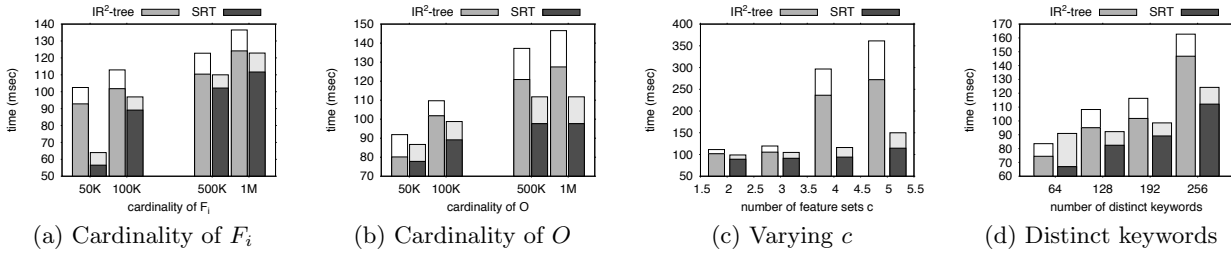 IR²-tree SRT
time (msec)
140
130
120
110
100
90
80
70
60
50
50K 100K 500K 1M
cardinality of Fi
(a) Cardinality of Fi
IR²-tree SRT
time (msec)
150
140
130
120
110
100
90
80
70
50K 100K 500K 1M
cardinality of O
(b) Cardinality of O
IR²-tree SRT
time (msec)
400
350
300
250
200
150
100
50
1.5 2 2.5 3 3.5 4 4.5 5 5.5
number of feature sets c
(c) Varying c
IR²-tree SRT
time (msec)
170
160
150
140
130
120
110
100
90
80
70
60
64 128 192 256
number of distinct keywords
(d) Distinct keywords